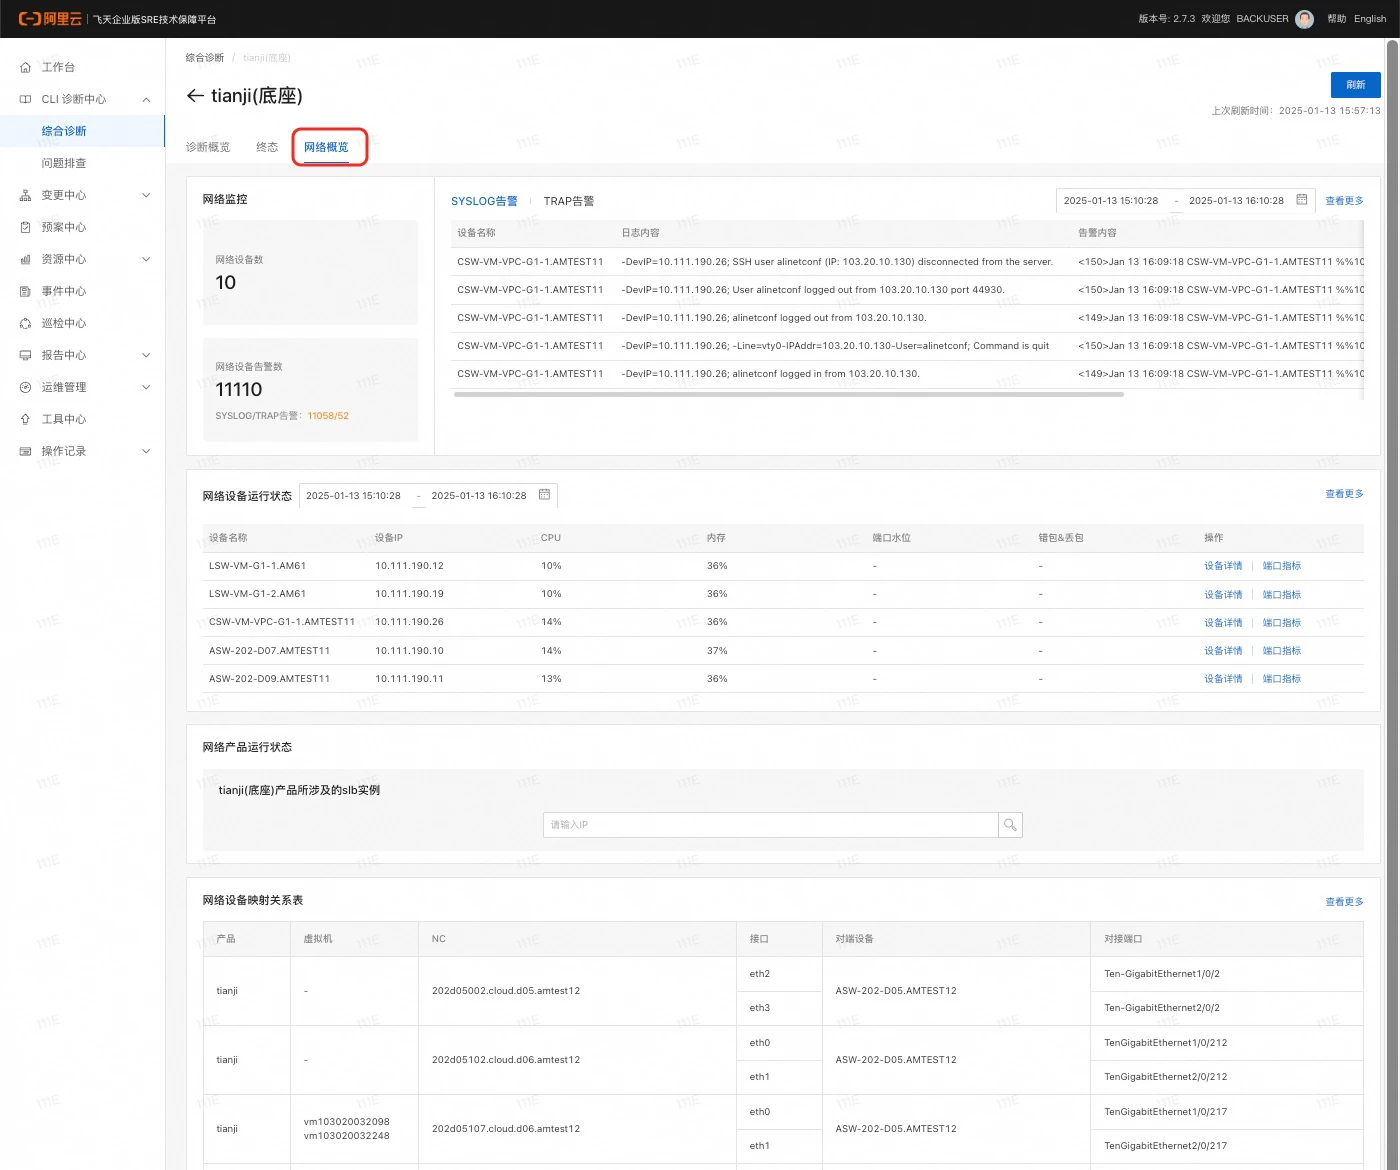 阿里云 | 飞天企业版SRE技术保障平台
版本号: 2.7.3 欢迎您 BACKUSER 帮助 English
工作台
CLI 诊断中心
综合诊断
问题排查
变更中心
预案中心
资源中心
事件中心
巡检中心
报告中心
运维管理
工具中心
操作记录
综合诊断 / tianji(底座)
← tianji(底座)
刷新
上次刷新时间: 2025-01-13 15:57:13
诊断概览 终态 网络概览
网络监控
网络设备数
10
网络设备告警数
11110
SYSLOG/TRAP告警: 11058/52
SYSLOG告警 TRAP告警 2025-01-13 15:10:28 - 2025-01-13 16:10:28 查看更多
设备名称 日志内容 告警内容
CSW-VM-VPC-G1-1.AMTEST11 -DevIP=10.111.190.26; SSH user alinetconf (IP: 103.20.10.130) disconnected from the server. <150>Jan 13 16:09:18 CSW-VM-VPC-G1-1.AMTEST11 %%10
CSW-VM-VPC-G1-1.AMTEST11 -DevIP=10.111.190.26; User alinetconf logged out from 103.20.10.130 port 44930. <150>Jan 13 16:09:18 CSW-VM-VPC-G1-1.AMTEST11 %%10
CSW-VM-VPC-G1-1.AMTEST11 -DevIP=10.111.190.26; alinetconf logged out from 103.20.10.130. <149>Jan 13 16:09:18 CSW-VM-VPC-G1-1.AMTEST11 %%10
CSW-VM-VPC-G1-1.AMTEST11 -DevIP=10.111.190.26; -Line=vty0-IPAddr=103.20.10.130-User=alinetconf; Command is quit <150>Jan 13 16:09:18 CSW-VM-VPC-G1-1.AMTEST11 %%10
CSW-VM-VPC-G1-1.AMTEST11 -DevIP=10.111.190.26; alinetconf logged in from 103.20.10.130. <149>Jan 13 16:09:18 CSW-VM-VPC-G1-1.AMTEST11 %%10
网络设备运行状态 2025-01-13 15:10:28 - 2025-01-13 16:10:28 查看更多
设备名称 设备IP CPU 内存 端口水位 错包&丢包 操作
LSW-VM-G1-1.AM61 10.111.190.12 10% 36% - - 设备详情 | 端口指标
LSW-VM-G1-2.AM61 10.111.190.19 10% 36% - - 设备详情 | 端口指标
CSW-VM-VPC-G1-1.AMTEST11 10.111.190.26 14% 36% - - 设备详情 | 端口指标
ASW-202-D07.AMTEST11 10.111.190.10 14% 37% - - 设备详情 | 端口指标
ASW-202-D09.AMTEST11 10.111.190.11 13% 36% - - 设备详情 | 端口指标
网络产品运行状态
tianji(底座)产品所涉及的slb实例
请输入IP
网络设备映射关系表 查看更多
产品 虚拟机 NC 接口 对端设备 对接端口
tianji - 202d05002.cloud.d05.amtest12 eth2 ASW-202-D05.AMTEST12 Ten-GigabitEthernet1/0/2
eth3 Ten-GigabitEthernet2/0/2
tianji - 202d05102.cloud.d06.amtest12 eth0 ASW-202-D05.AMTEST12 TenGigabitEthernet1/0/212
eth1 TenGigabitEthernet2/0/212
tianji vm103020032098 202d05107.cloud.d06.amtest12 eth0 ASW-202-D05.AMTEST12 TenGigabitEthernet1/0/217
vm103020032248 eth1 TenGigabitEthernet2/0/217